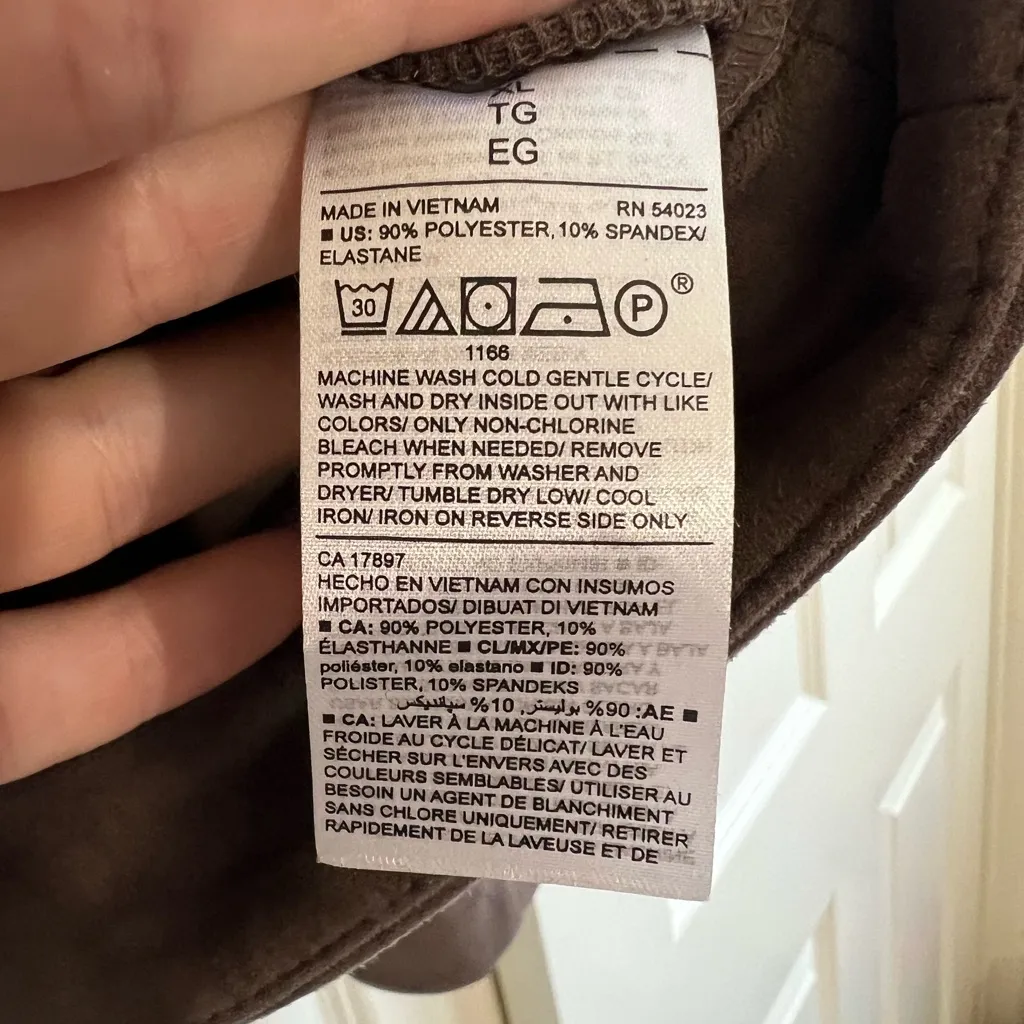 XL
TG
EG
MADE IN VIETNAM RN 54023
■ US: 90% POLYESTER, 10% SPANDEX/
ELASTANE
30 P ®
1166
MACHINE WASH COLD GENTLE CYCLE/
WASH AND DRY INSIDE OUT WITH LIKE
COLORS/ ONLY NON-CHLORINE
BLEACH WHEN NEEDED/ REMOVE
PROMPTLY FROM WASHER AND
DRYER/ TUMBLE DRY LOW/ COOL
IRON/ IRON ON REVERSE SIDE ONLY
CA 17897
HECHO EN VIETNAM CON INSUMOS
IMPORTADOS/ DIBUAT DI VIETNAM
■ CA: 90% POLYESTER, 10%
ÉLASTHANNE ■ CL/MX/PE: 90%
poliéster, 10% elastano ■ ID: 90%
POLISTER, 10% SPANDEKS
■ AE: 90% بوليستر, 10% سباندیکس
■ CA: LAVER À LA MACHINE À L'EAU
FROIDE AU CYCLE DÉLICAT/ LAVER ET
SÉCHER SUR L'ENVERS AVEC DES
COULEURS SEMBLABLES/ UTILISER AU
BESOIN UN AGENT DE BLANCHIMENT
SANS CHLORE UNIQUEMENT/ RETIRER
RAPIDEMENT DE LA LAVEUSE ET DE